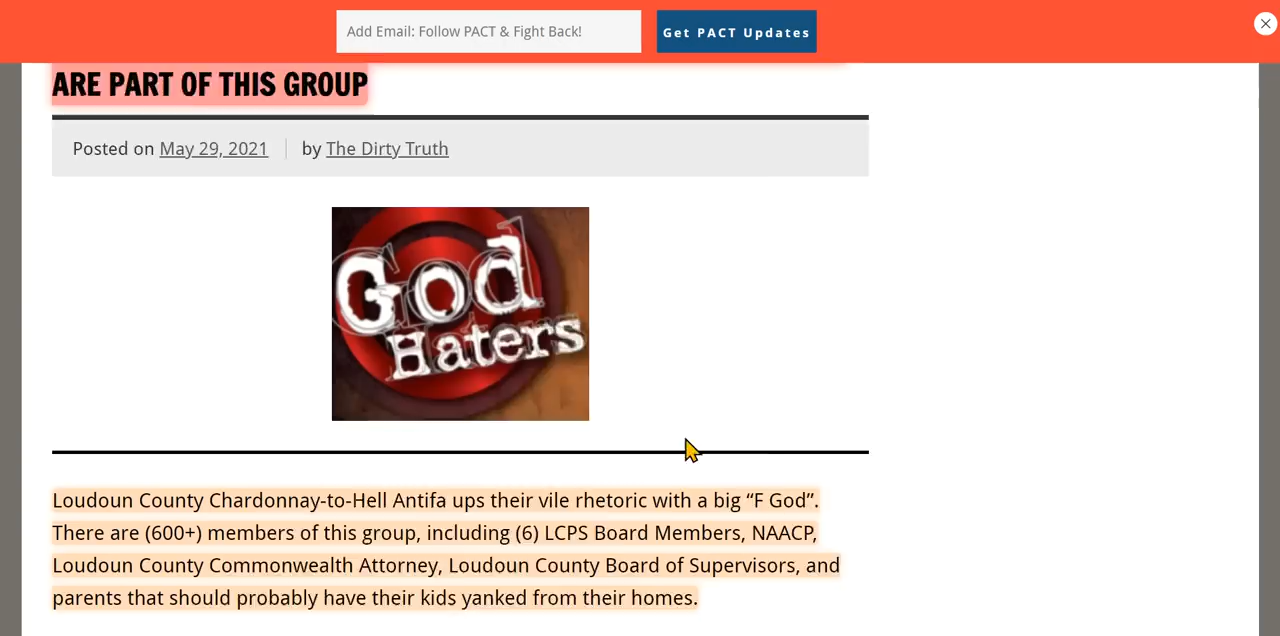 Add Email: Follow PACT & Fight Back!
Get PACT Updates
ARE PART OF THIS GROUP
Posted on May 29, 2021
by The Dirty Truth
God
Haters
Loudoun County Chardonnay-to-Hell Antifa ups their vile rhetoric with a big “F God”.
There are (600+) members of this group, including (6) LCPS Board Members, NAACP,
Loudoun County Commonwealth Attorney, Loudoun County Board of Supervisors, and
parents that should probably have their kids yanked from their homes.